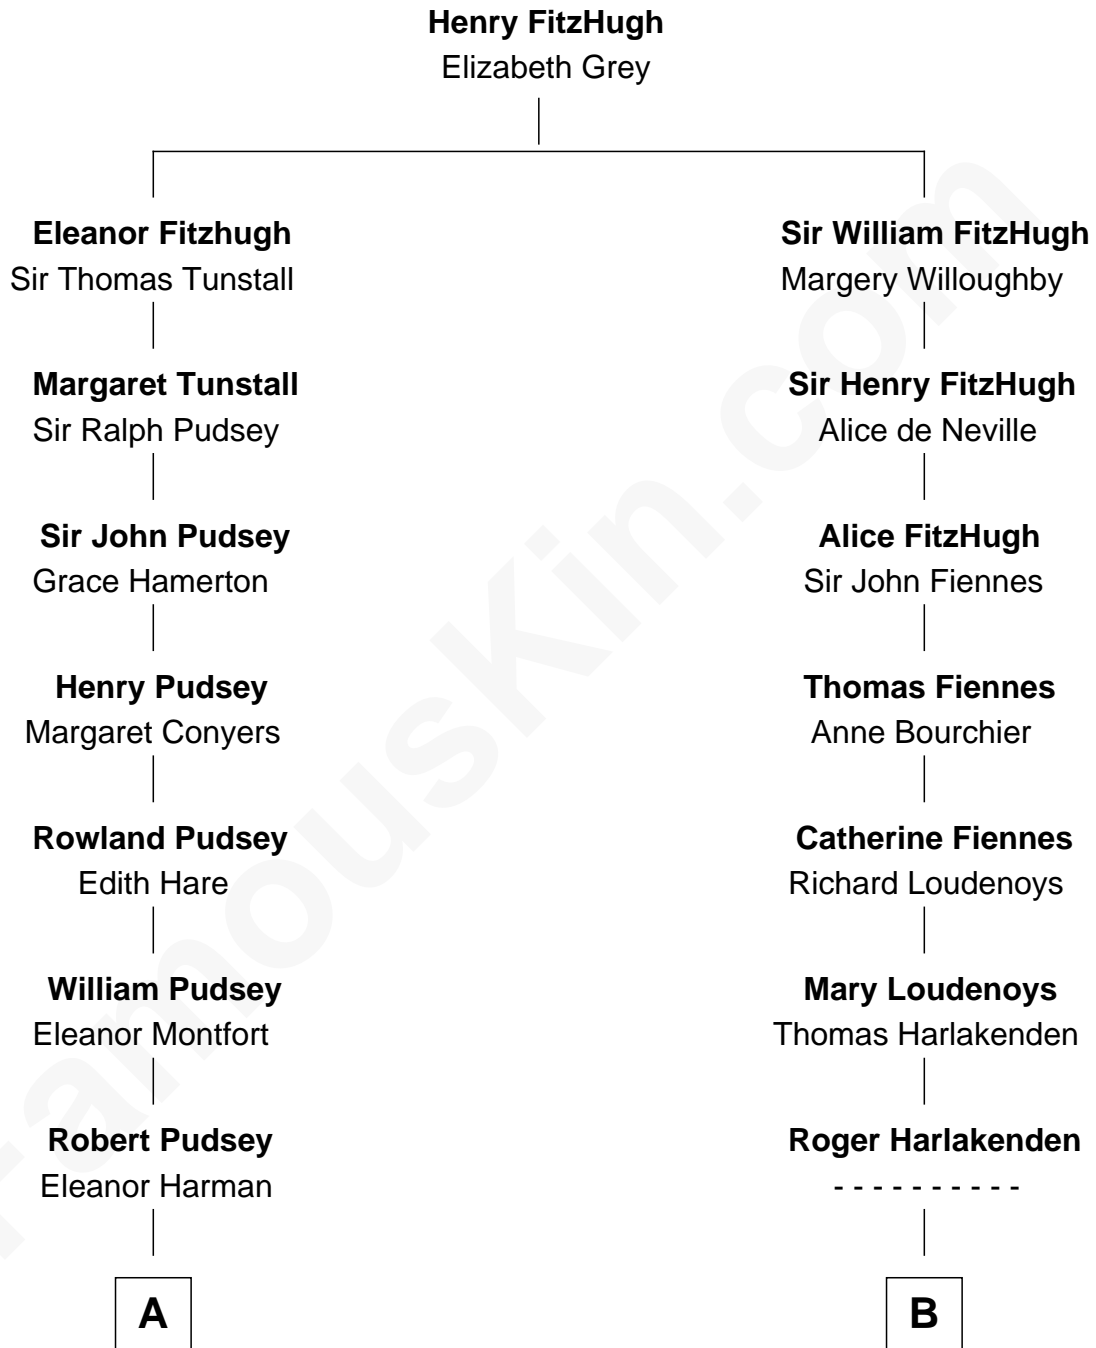 Henry FitzHugh
Elizabeth Grey
Eleanor Fitzhugh
Sir Thomas Tunstall
Sir William FitzHugh
Margery Willoughby
Margaret Tunstall
Sir Ralph Pudsey
Sir Henry FitzHugh
Alice de Neville
Sir John Pudsey
Grace Hamerton
Alice FitzHugh
Sir John Fiennes
Henry Pudsey
Margaret Conyers
Thomas Fiennes
Anne Bourchier
Rowland Pudsey
Edith Hare
Catherine Fiennes
Richard Loudenoys
William Pudsey
Eleanor Montfort
Mary Loudenoys
Thomas Harlakenden
Robert Pudsey
Eleanor Harman
Roger Harlakenden
- - - - - - - - - -
A
B
FamousKin.com